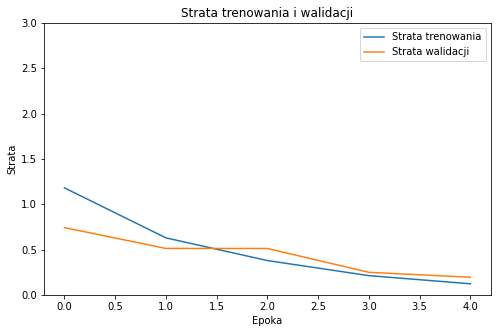 Strata trenowania i walidacji
3.0
2.5
2.0
1.5
1.0
0.5
0.0
Strata
Strata trenowania
Strata walidacji
0.0 0.5 1.0 1.5 2.0 2.5 3.0 3.5 4.0
Epoka